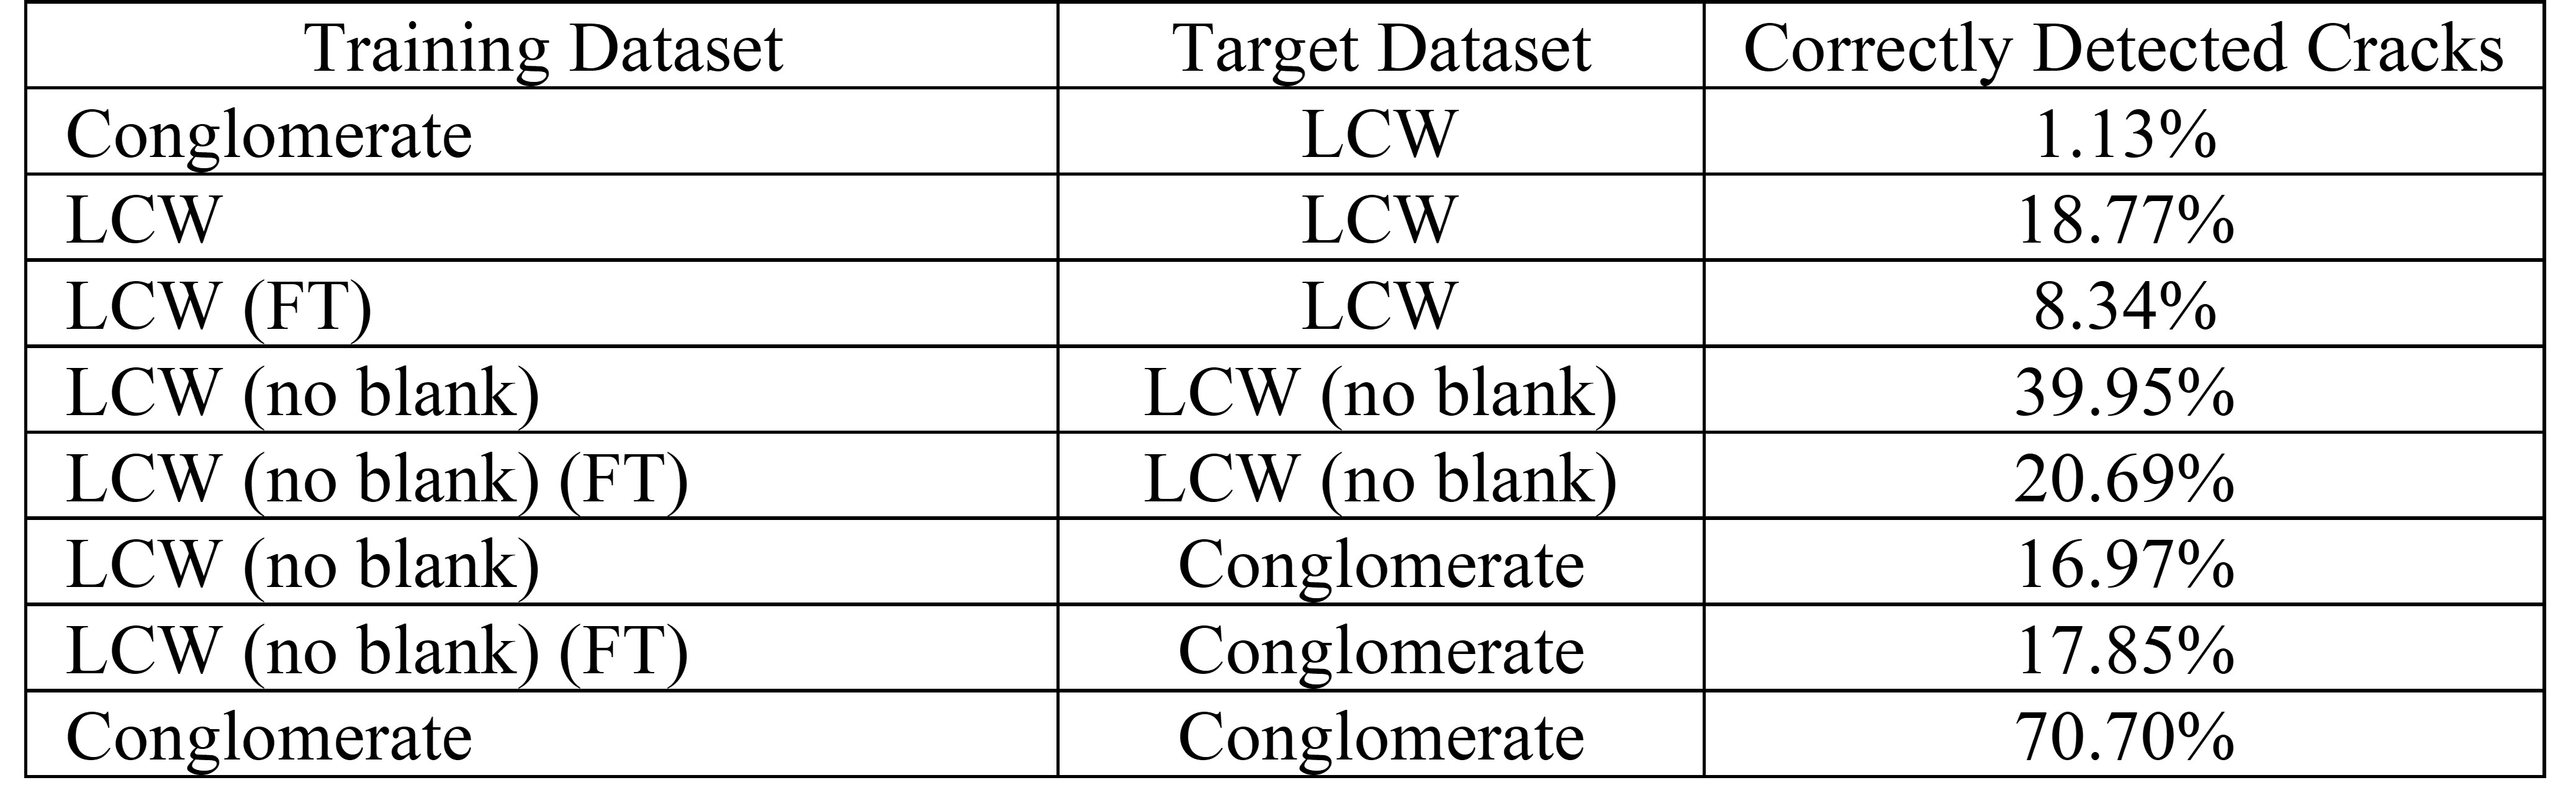 Training Dataset Target Dataset Correctly Detected Cracks
Conglomerate LCW 1.13%
LCW LCW 18.77%
LCW (FT) LCW 8.34%
LCW (no blank) LCW (no blank) 39.95%
LCW (no blank) (FT) LCW (no blank) 20.69%
LCW (no blank) Conglomerate 16.97%
LCW (no blank) (FT) Conglomerate 17.85%
Conglomerate Conglomerate 70.70%